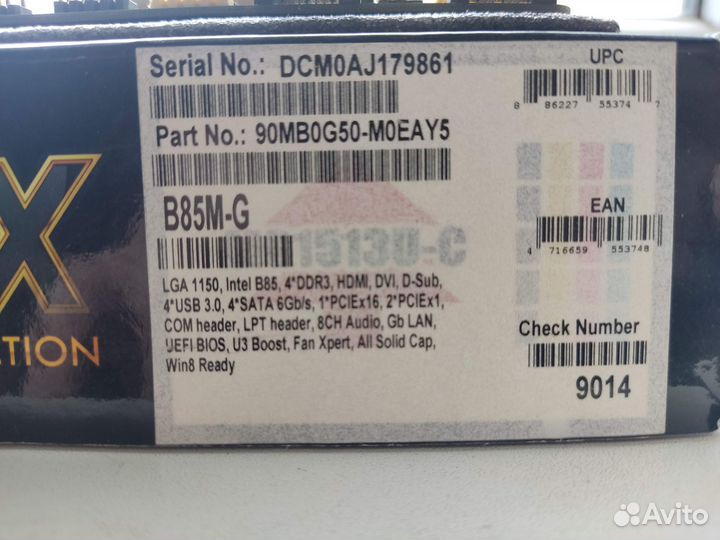 Serial No.: DCM0AJ179861
UPC
8 86227 55374 7
Part No.: 90MB0G50-M0EAY5
B85M-G
EAN
4 716659 553748
LGA 1150, Intel B85, 4*DDR3, HDMI, DVI, D-Sub,
4*USB 3.0, 4*SATA 6Gb/s, 1*PCIEx16, 2*PCIEx1,
COM header, LPT header, 8CH Audio, Gb LAN,
UEFI BIOS, U3 Boost, Fan Xpert, All Solid Cap,
Win8 Ready
Check Number
9014
X
Avito